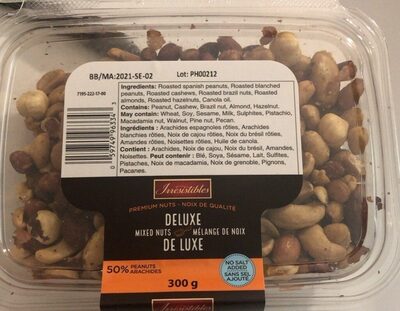 BB/MA:2021-SE-02
Lot: PH00212
7195-222-17-00
Ingredients: Roasted spanish peanuts, Roasted blanched
peanuts, Roasted cashews, Roasted brazil nuts, Roasted
almonds, Roasted hazelnuts, Canola oil.
Contains: Peanut, Cashew, Brazil nut, Almond, Hazelnut.
May contain: Wheat, Soy, Sesame, Milk, Sulphites, Pistachio,
Macadamia nut, Walnut, Pine nut, Pecan.
Ingrédients : Arachides espagnoles rôties, Arachides
blanchies rôties, Noix de cajou rôties, Noix du brésil rôties,
Amandes rôties, Noisettes rôties, Huile de canola.
Contient : Arachides, Noix de cajou, Noix du brésil, Amandes,
Noisettes. Peut contenir : Blé, Soya, Sésame, Lait, Sulfites,
Pistaches, Noix de macadamia, Noix de grenoble, Pignons,
Pacanes.
Irresistibles
PREMIUM NUTS - NOIX DE QUALITÉ
DELUXE
MIXED NUTS MÉLANGE DE NOIX
DE LUXE
50% PEANUTS
ARACHIDES
300 g
NO SALT
ADDED
SANS SEL
AJOUTÉ
Irresistibles